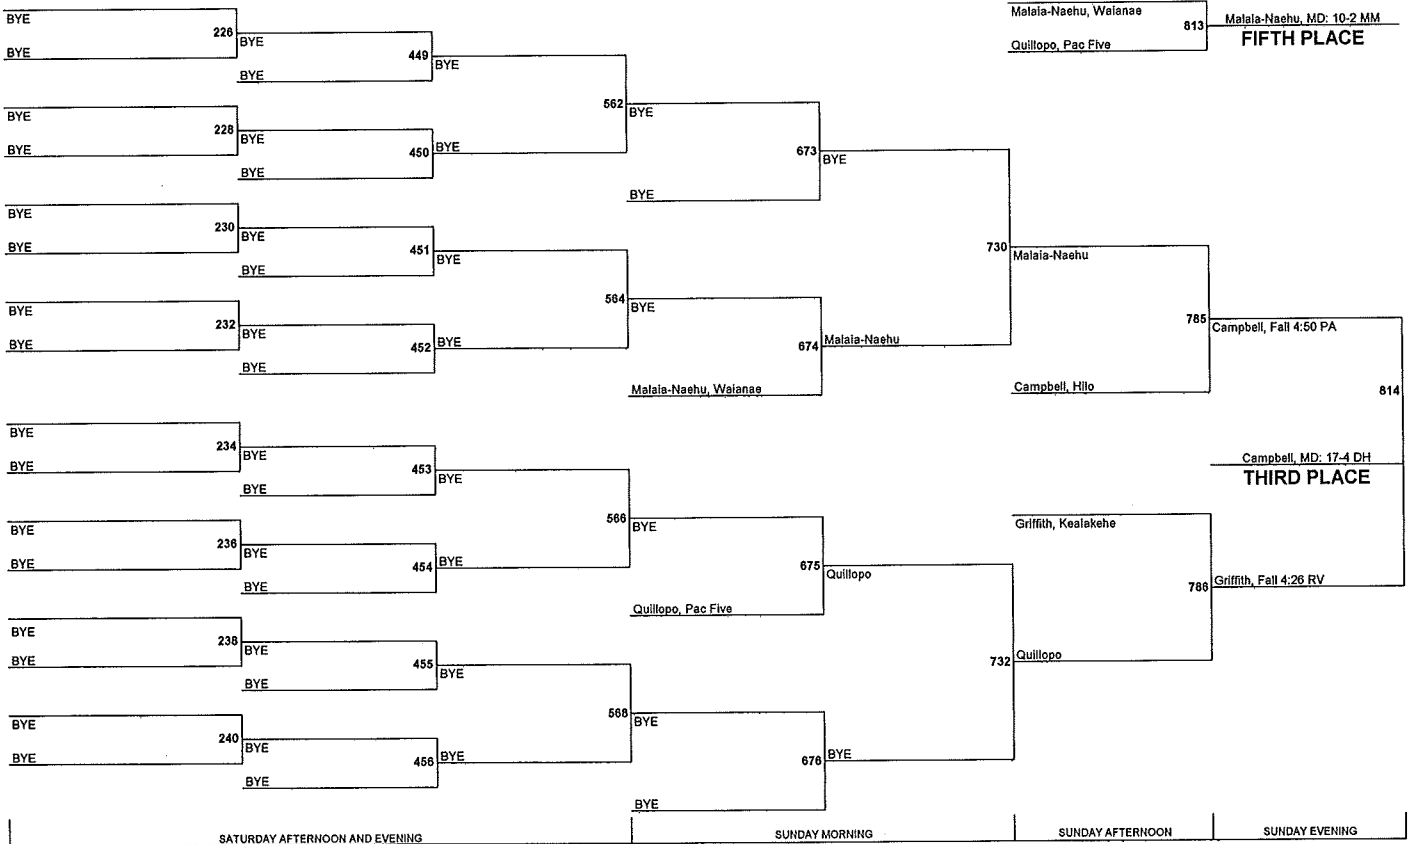 BYE
226
BYE
BYE
449
BYE
BYE
BYE
228
BYE
BYE
450
BYE
BYE
562
BYE
673
BYE
BYE
BYE
230
BYE
BYE
451
BYE
BYE
BYE
232
BYE
BYE
452
BYE
BYE
564
BYE
674
Malaia-Naehu
Malaia-Naehu, Waianae
730
Malaia-Naehu
785
Campbell, Fall 4:50 PA
Campbell, Hilo
BYE
234
BYE
BYE
453
BYE
BYE
BYE
236
BYE
BYE
454
BYE
BYE
566
BYE
675
Quillopo
Quillopo, Pac Five
BYE
238
BYE
BYE
455
BYE
BYE
BYE
240
BYE
BYE
456
BYE
BYE
568
BYE
676
BYE
BYE
732
Quillopo
Griffith, Kealakehe
786
Griffith, Fall 4:26 RV
814
Campbell, MD: 17-4 DH
THIRD PLACE
Malaia-Naehu, Waianae
813
Malaia-Naehu, MD: 10-2 MM
FIFTH PLACE
Quillopo, Pac Five
SATURDAY AFTERNOON AND EVENING
SUNDAY MORNING
SUNDAY AFTERNOON
SUNDAY EVENING